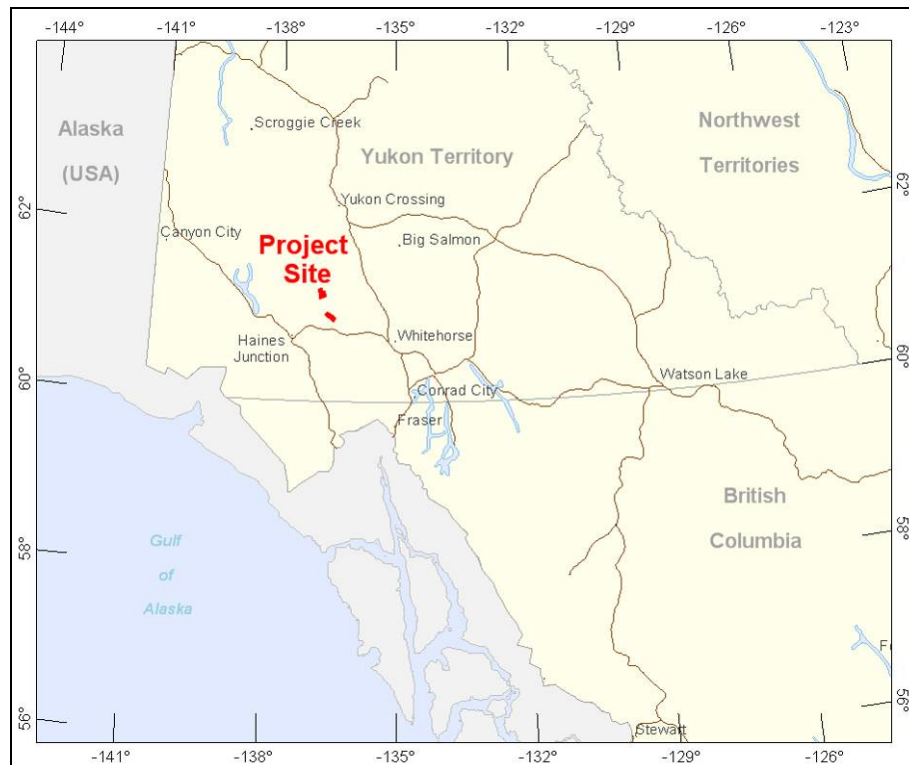 -144°
-141°
-138°
-135°
-132°
-129°
-126°
-123°
Alaska
(USA)
Scroggie Creek
Yukon Territory
Northwest
Territories
62°
62°
Yukon Crossing
Canyon City
Big Salmon
Project
Site
Haines
Junction
Whitehorse
60°
60°
Watson Lake
Conrad City
Fraser
British
Columbia
58°
58°
Gulf
of
Alaska
56°
56°
Stewart
-141°
-138°
-135°
-132°
-129°
-126°